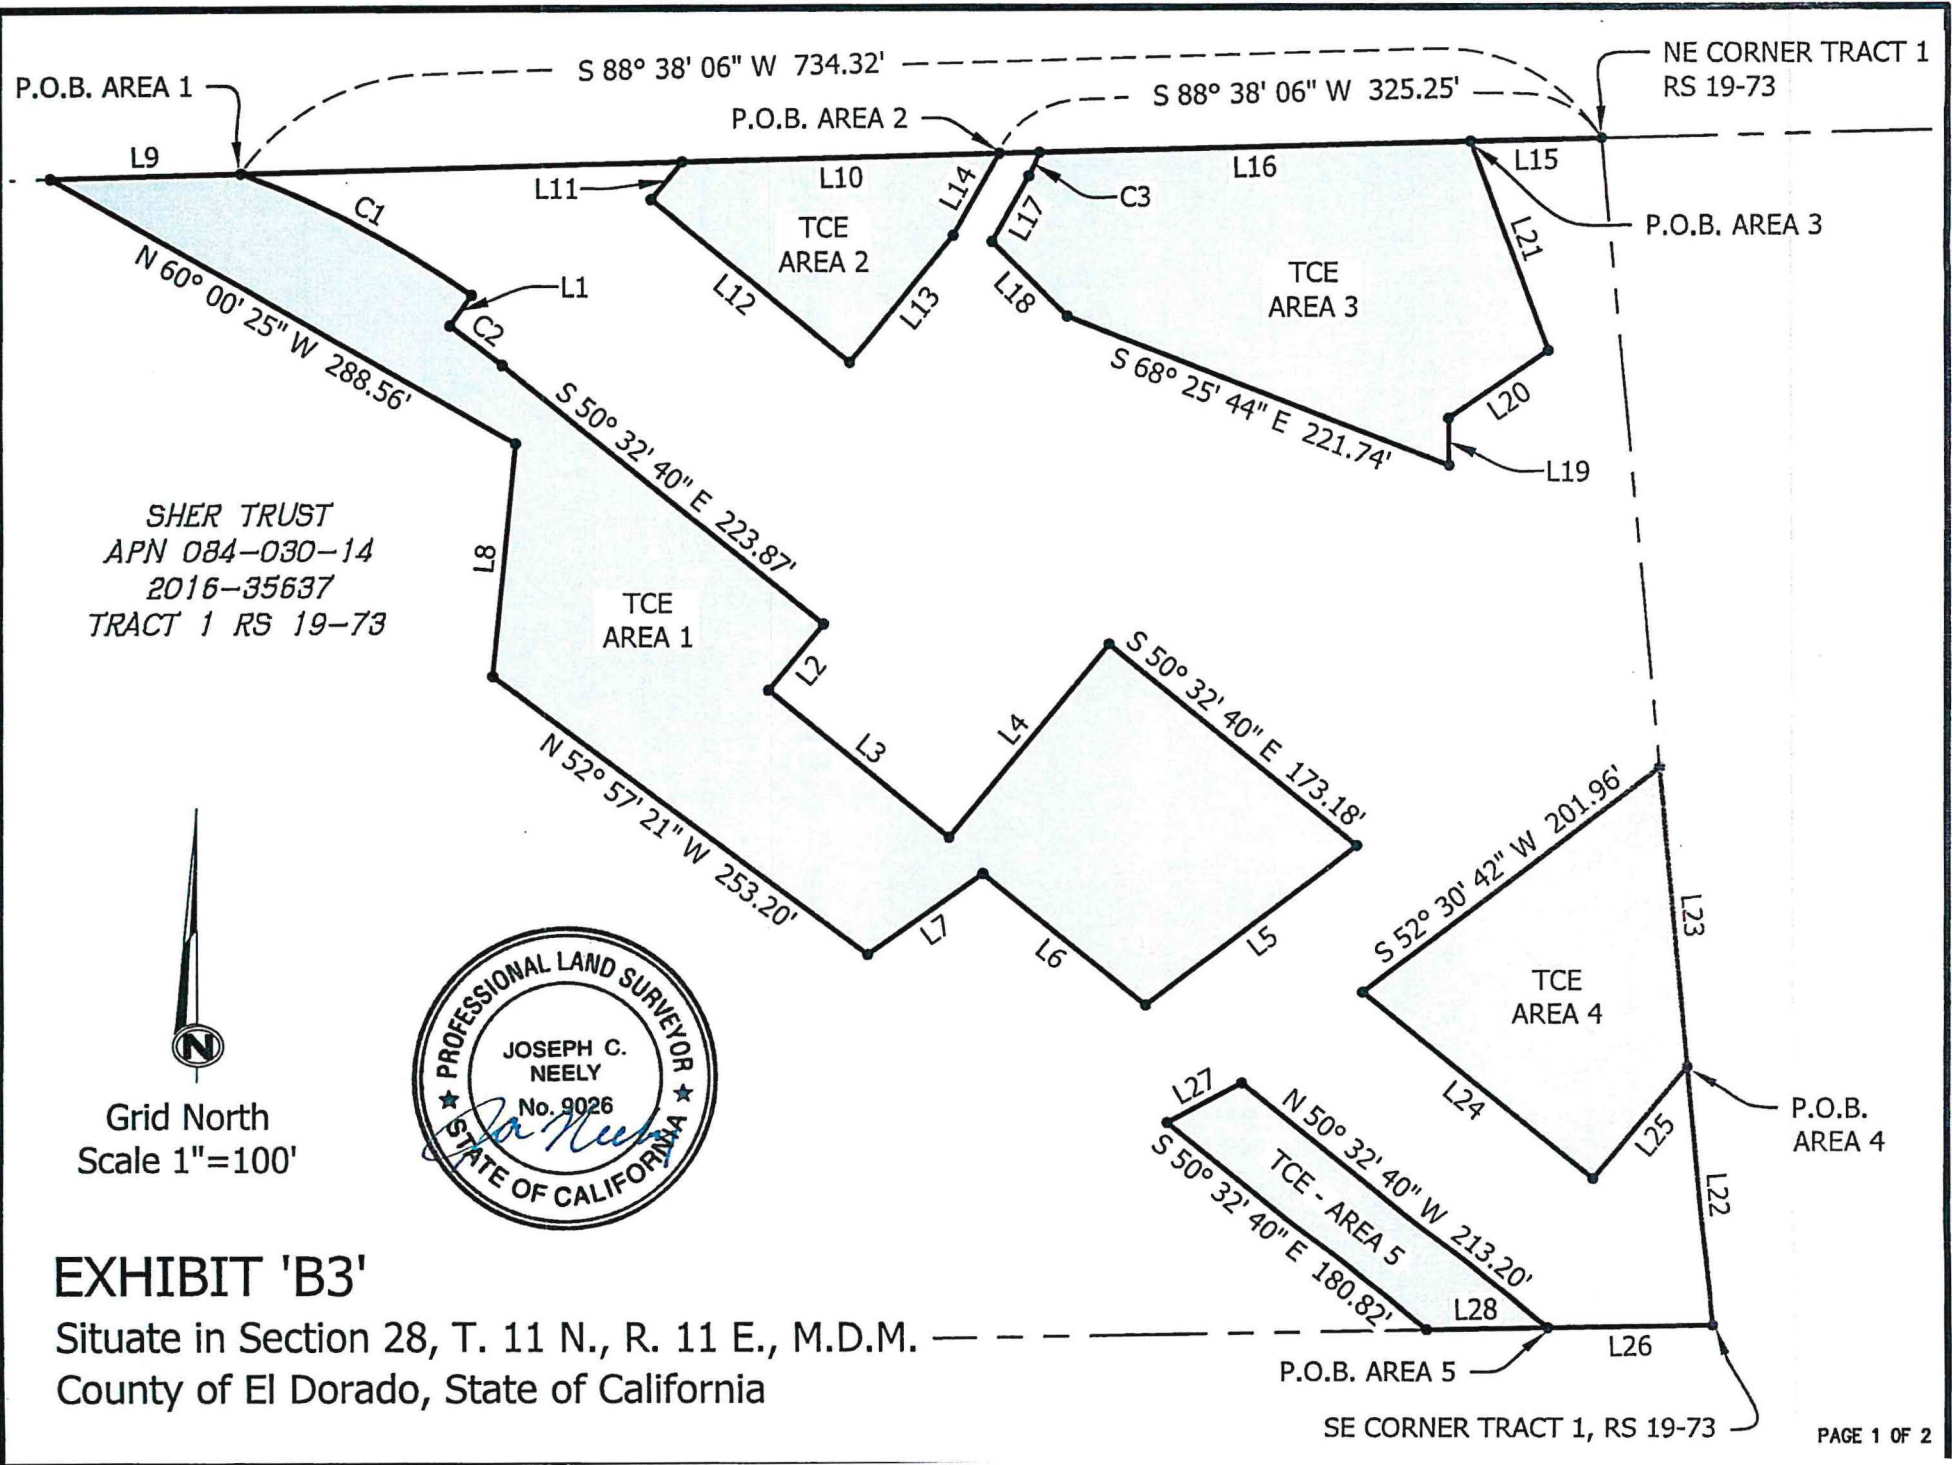 NE CORNER TRACT 1
RS 19-73
S 88° 38' 06" W 734.32'
S 88° 38' 06" W 325.25'
P.O.B. AREA 1
P.O.B. AREA 2
L9
L10
L11
L14
L16
L15
C3
C1
L17
L21
P.O.B. AREA 3
TCE
AREA 2
TCE
AREA 3
L1
C2
L12
L13
L18
N 60° 00' 25" W 288.56'
S 68° 25' 44" E 221.74'
L20
L19
S 50° 32' 40" E 223.87'
SHER TRUST
APN 084-030-14
2016-35637
TRACT 1 RS 19-73
L8
TCE
AREA 1
L2
L3
L4
S 50° 32' 40" E 173.18'
N 52° 57' 21" W 253.20'
L7
L6
L5
S 52° 30' 42" W 201.96'
L23
TCE
AREA 4
L24
L25
P.O.B.
AREA 4
L22
N
Grid North
Scale 1"=100'
PROFESSIONAL LAND SURVEYOR
JOSEPH C.
NEELY
No. 9026
STATE OF CALIFORNIA
L27
N 50° 32' 40" W 213.20'
TCE - AREA 5
S 50° 32' 40" E 180.82'
L28
L26
P.O.B. AREA 5
SE CORNER TRACT 1, RS 19-73
EXHIBIT 'B3'
Situate in Section 28, T. 11 N., R. 11 E., M.D.M.
County of El Dorado, State of California
PAGE 1 OF 2